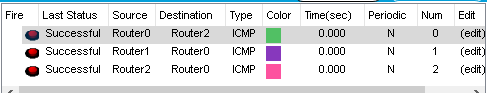 Fire Last Status Source Destination Type Color Time(sec) Periodic Num Edit
Successful Router0 Router2 ICMP 0.000 N 0 (edit)
Successful Router1 Router0 ICMP 0.000 N 1 (edit)
Successful Router2 Router0 ICMP 0.000 N 2 (edit)